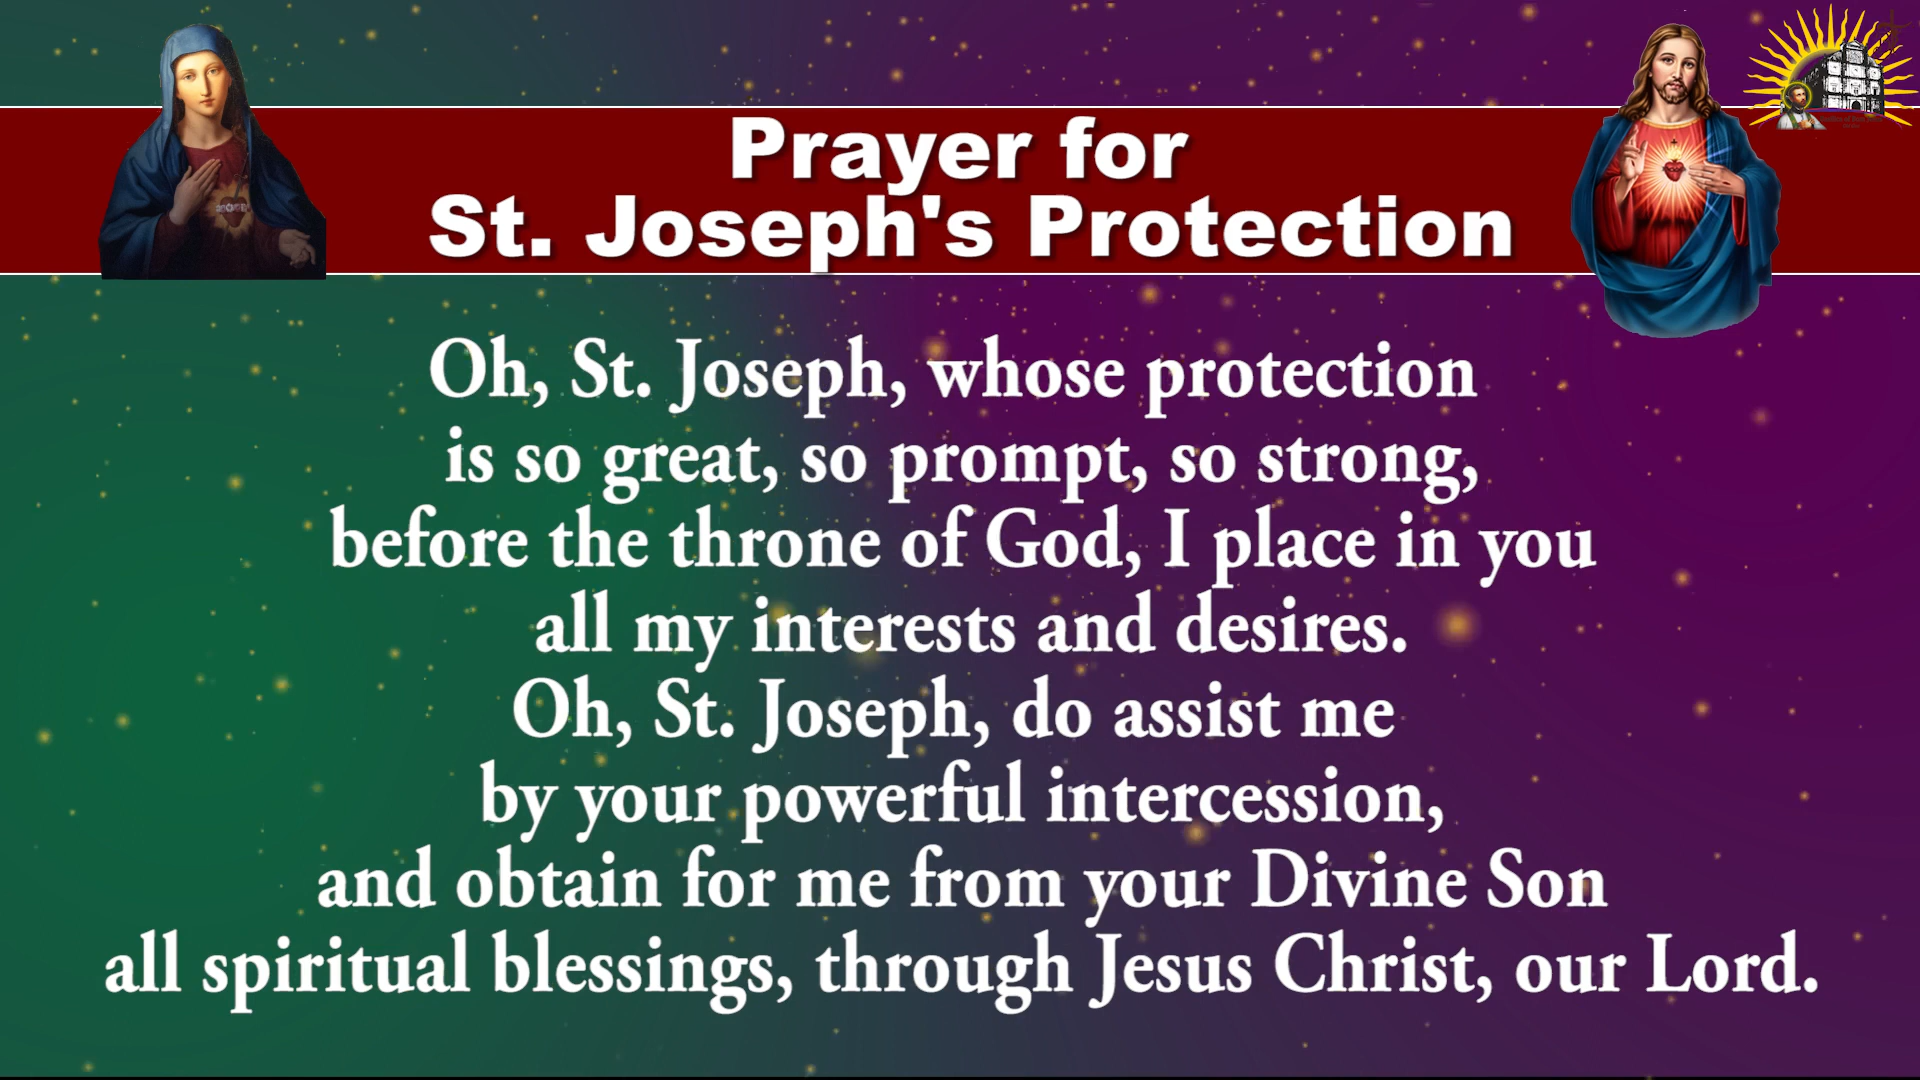 Prayer for
St. Joseph's Protection
Oh, St. Joseph, whose protection
is so great, so prompt, so strong,
before the throne of God, I place in you
all my interests and desires.
Oh, St. Joseph, do assist me
by your powerful intercession,
and obtain for me from your Divine Son
all spiritual blessings, through Jesus Christ, our Lord.